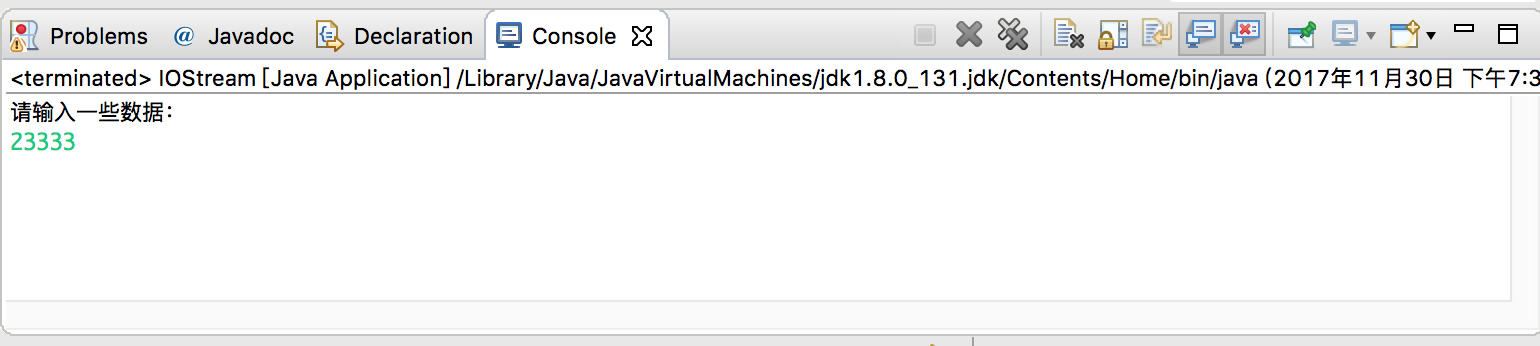 Problems @ Javadoc Declaration Console
<terminated> IOStream [Java Application] /Library/Java/JavaVirtualMachines/jdk1.8.0_131.jdk/Contents/Home/bin/java (2017年11月30日 下午7:3
请输入一些数据：
23333